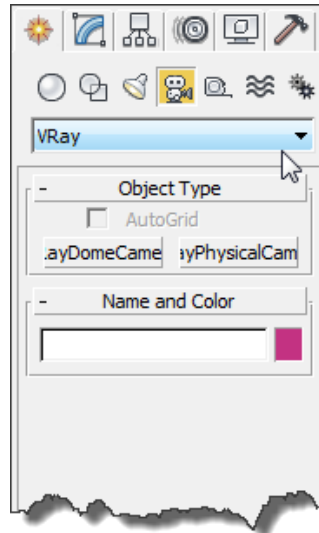 VRay
- Object Type
AutoGrid
.ayDomeCame ayPhysicalCam
- Name and Color